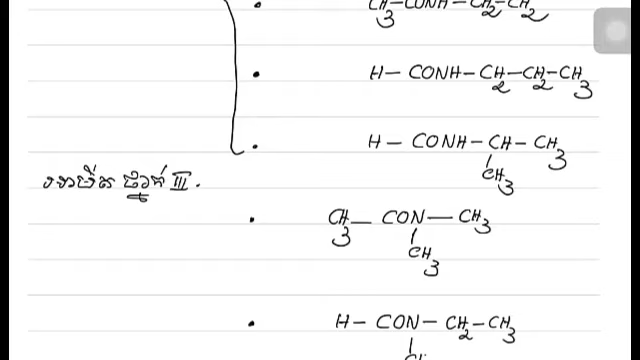 CH3—CONH—CH2—CH2
H—CONH—CH2—CH2—CH3
H—CONH—CH—CH3
CH3
អាមីត ថ្នាក់ III.
CH3—CON—CH3
CH3
H—CON—CH2—CH3